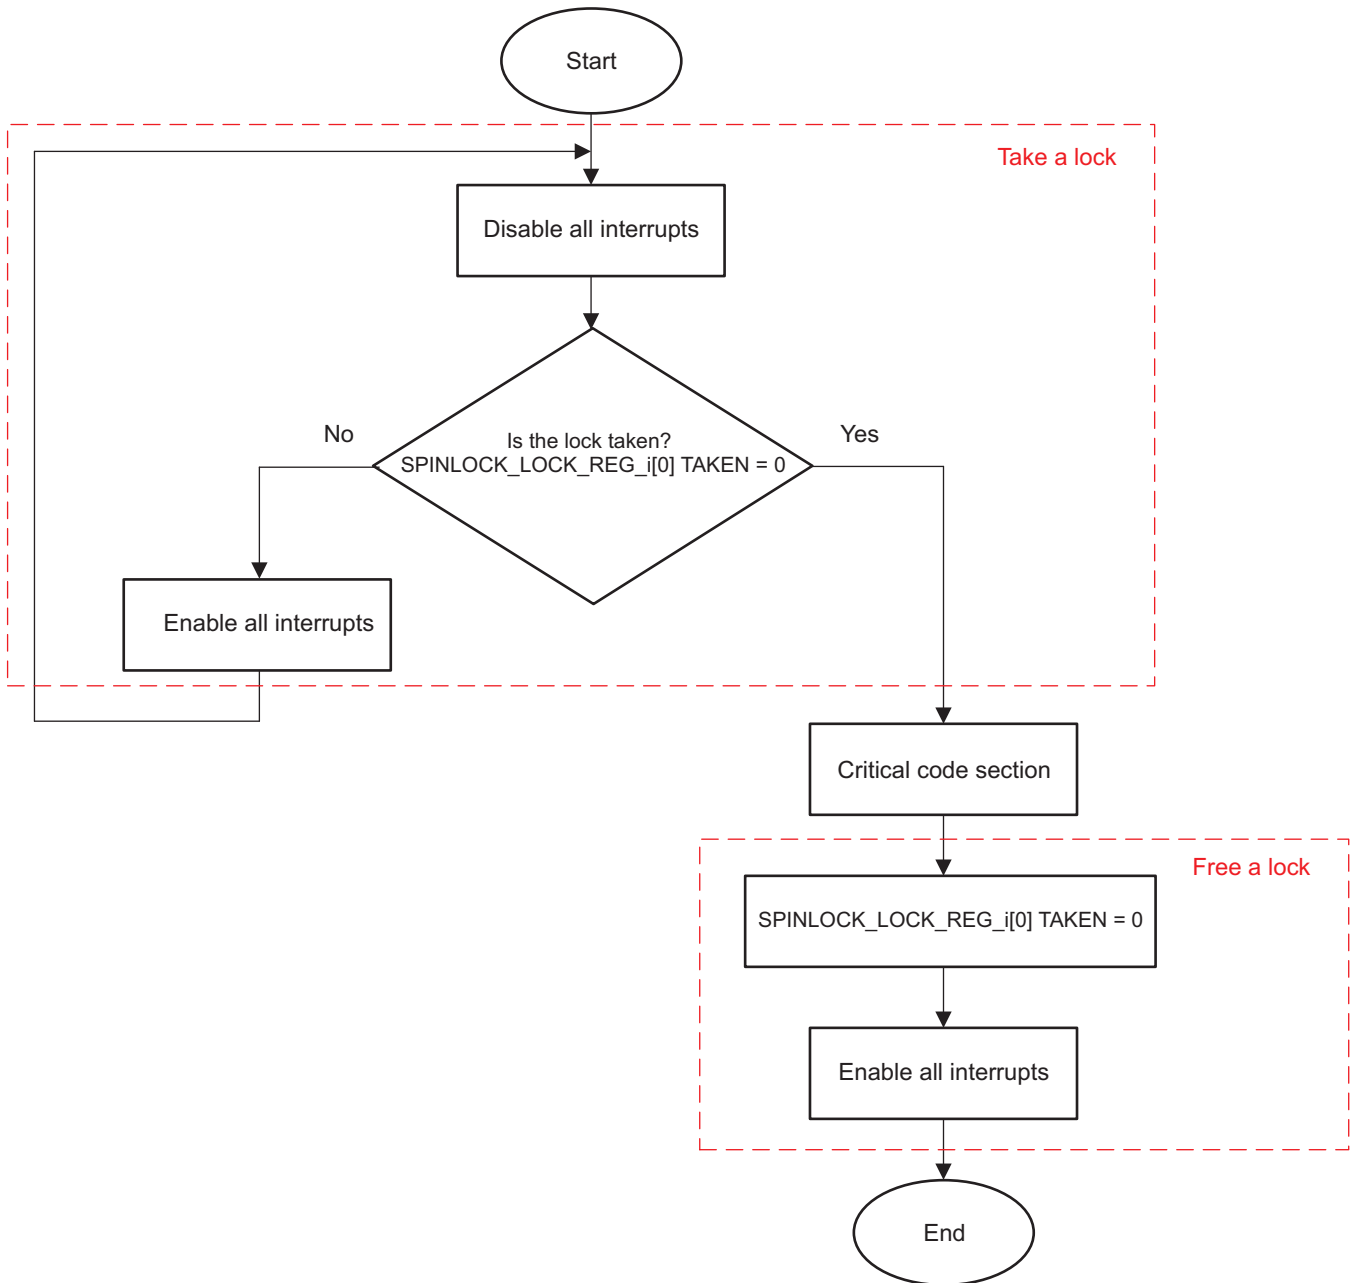 Start
Take a lock
Disable all interrupts
No
Yes
Is the lock taken?
SPINLOCK_LOCK_REG_i[0] TAKEN = 0
Enable all interrupts
Critical code section
Free a lock
SPINLOCK_LOCK_REG_i[0] TAKEN = 0
Enable all interrupts
End